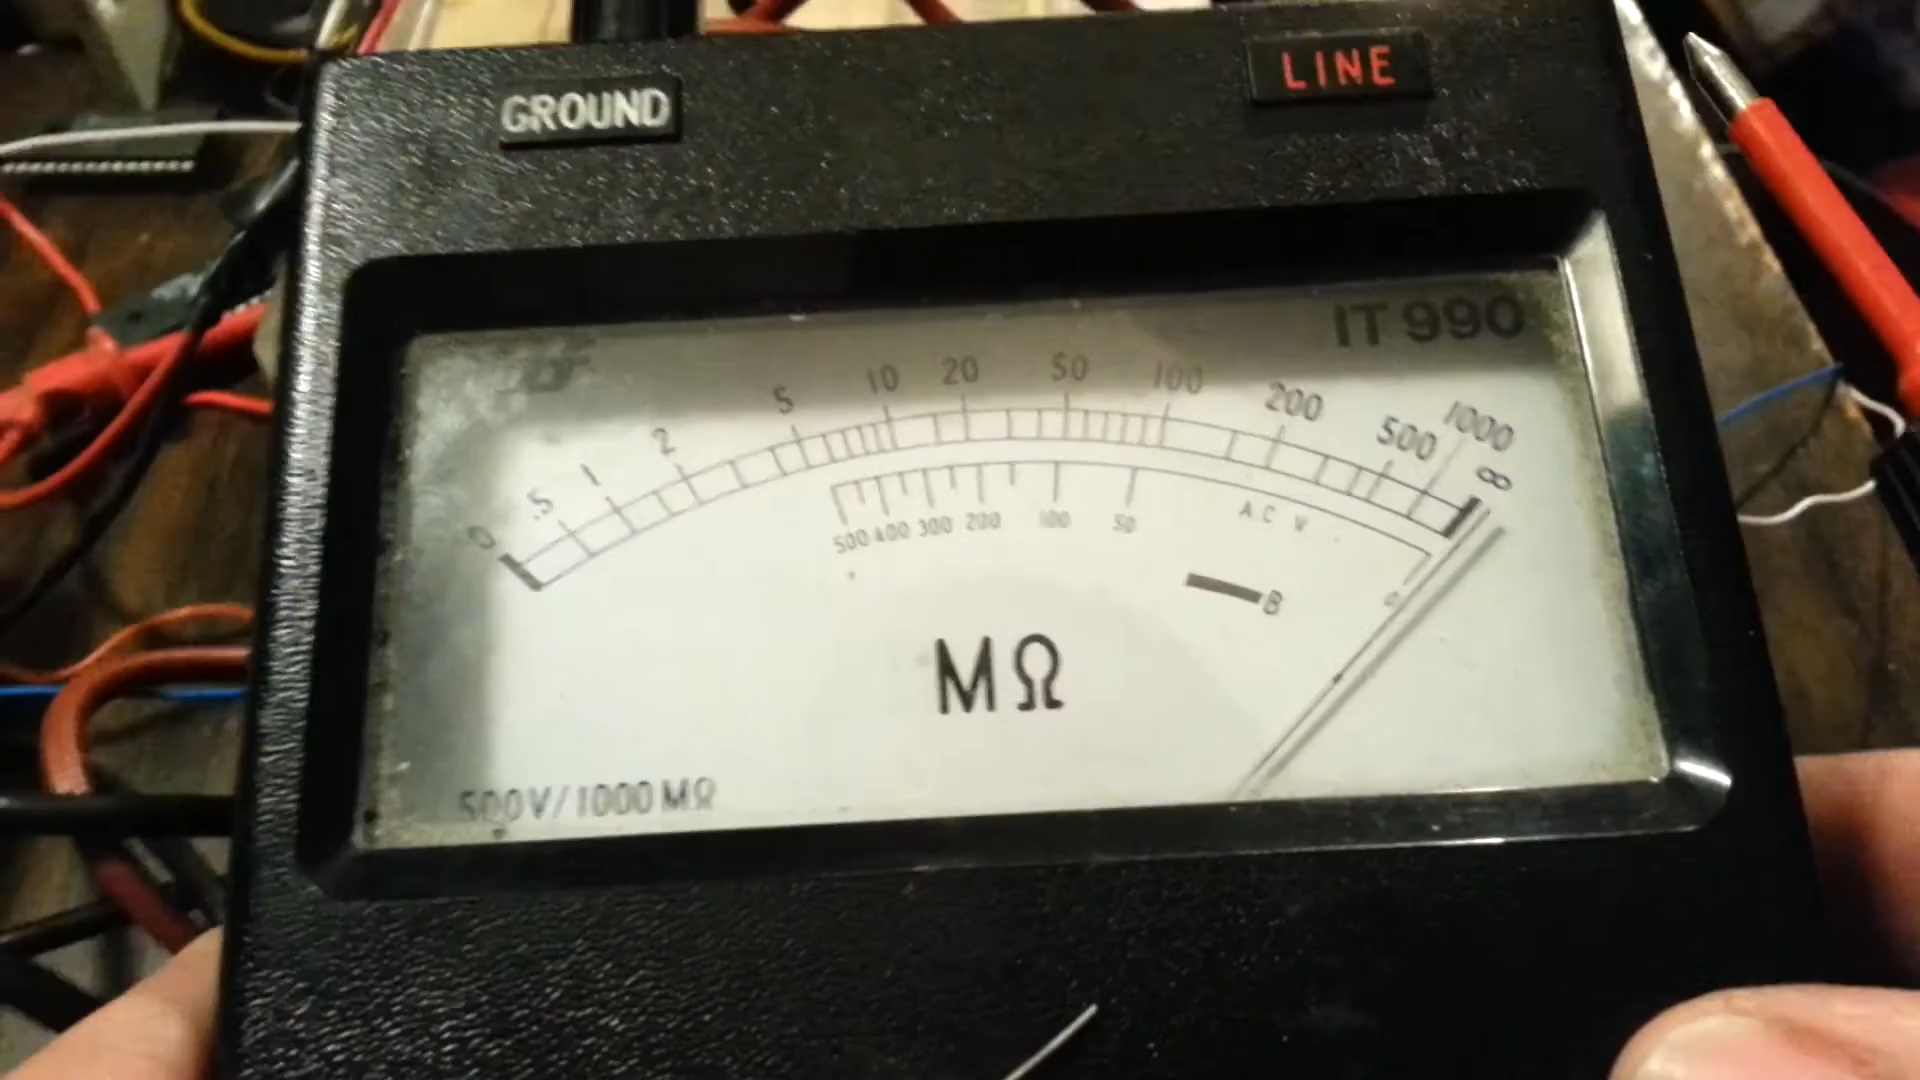 GROUND
LINE
IT 990
0 .5 1 2 5 10 20 50 100 200 500 1000 ∞
500 400 300 200 100 50 A.C V 0
B
MΩ
500V/1000MΩ